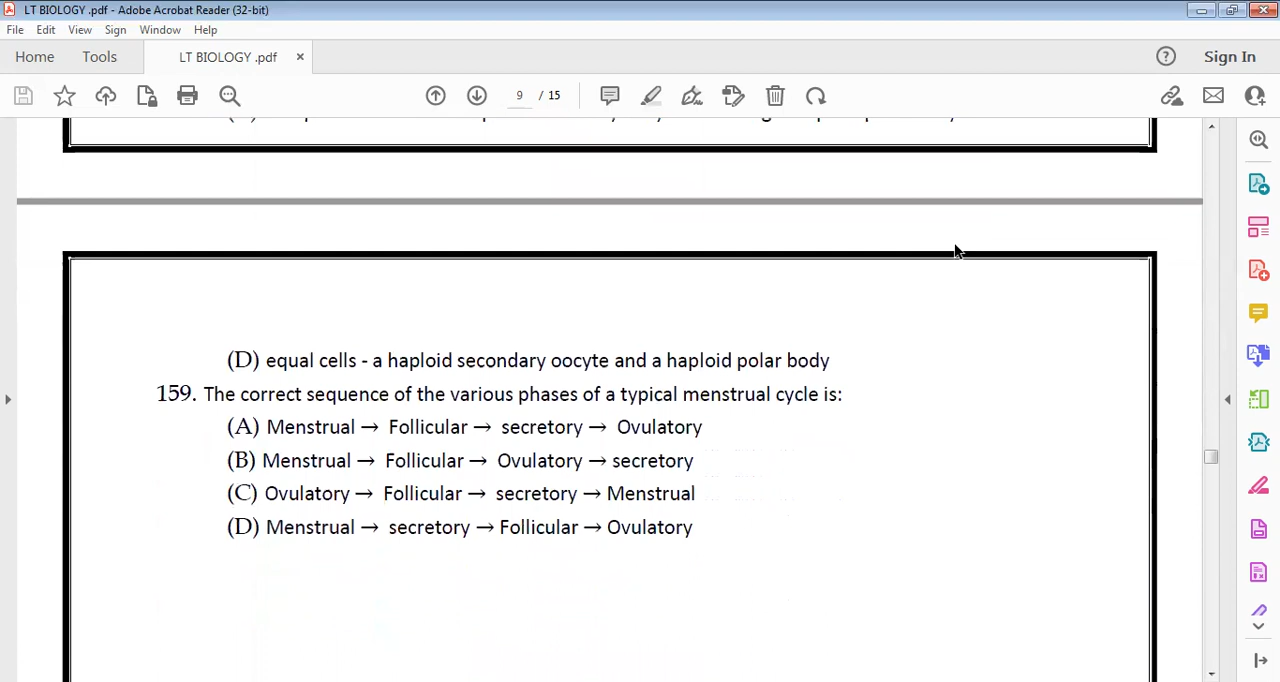 LT BIOLOGY .pdf - Adobe Acrobat Reader (32-bit)
File Edit View Sign Window Help
Home Tools LT BIOLOGY .pdf × Sign In
9 / 15
(D) equal cells - a haploid secondary oocyte and a haploid polar body
159. The correct sequence of the various phases of a typical menstrual cycle is:
(A) Menstrual → Follicular → secretory → Ovulatory
(B) Menstrual → Follicular → Ovulatory → secretory
(C) Ovulatory → Follicular → secretory → Menstrual
(D) Menstrual → secretory → Follicular → Ovulatory